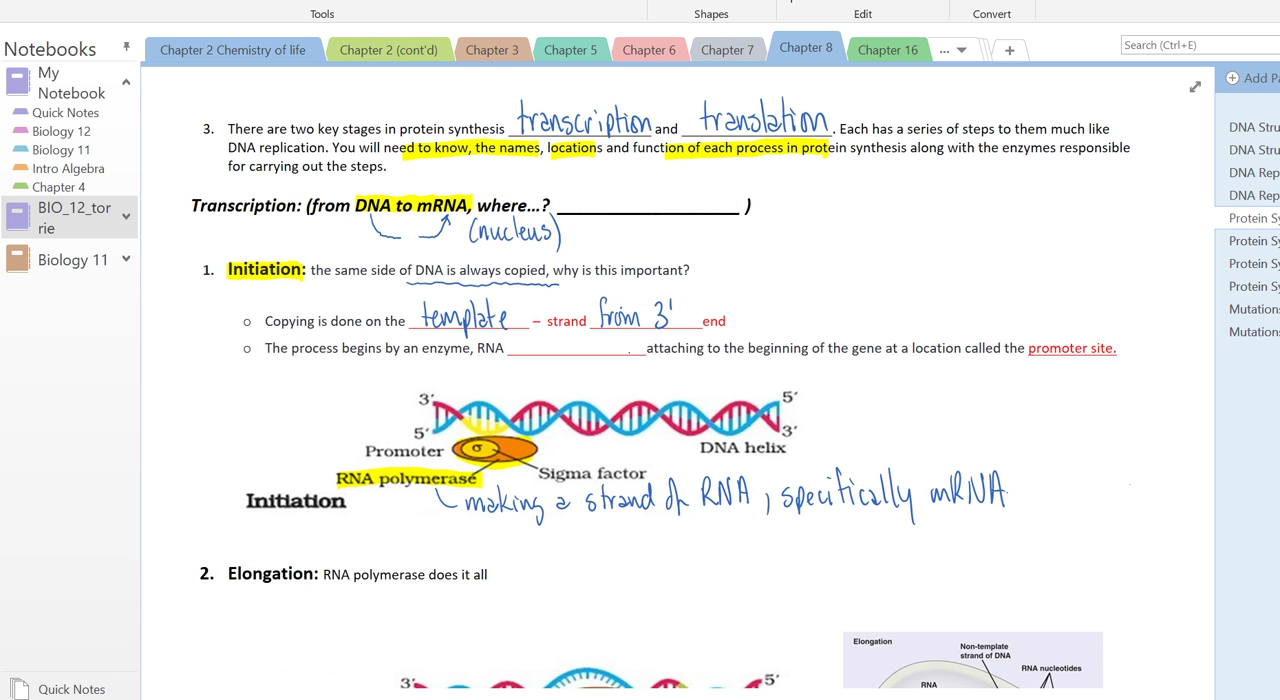 Tools
Shapes
Edit
Convert
Notebooks
Chapter 2 Chemistry of life
Chapter 2 (cont'd)
Chapter 3
Chapter 5
Chapter 6
Chapter 7
Chapter 8
Chapter 16
...
+
Search (Ctrl+E)
My
Notebook
Quick Notes
Biology 12
Biology 11
Intro Algebra
Chapter 4
BIO_12_tor
rie
Biology 11
Quick Notes
Add Pa
DNA Stru
DNA Stru
DNA Rep
DNA Rep
Protein Sy
Protein Sy
Protein Sy
Protein Sy
Mutation
Mutation
3. There are two key stages in protein synthesis transcription and translation. Each has a series of steps to them much like
DNA replication. You will need to know, the names, locations and function of each process in protein synthesis along with the enzymes responsible
for carrying out the steps.
Transcription: (from DNA to mRNA, where...? ____________________ )
(nucleus)
1. Initiation: the same side of DNA is always copied, why is this important?
o Copying is done on the template – strand from 3' end
o The process begins by an enzyme, RNA ____________________ attaching to the beginning of the gene at a location called the promoter site.
3′
5′
5′
3′
Promoter
σ
DNA helix
RNA polymerase
Sigma factor
Initiation
making a strand of RNA, specifically mRNA
2. Elongation: RNA polymerase does it all
Elongation
Non-template
strand of DNA
RNA nucleotides
RNA
3′
5′